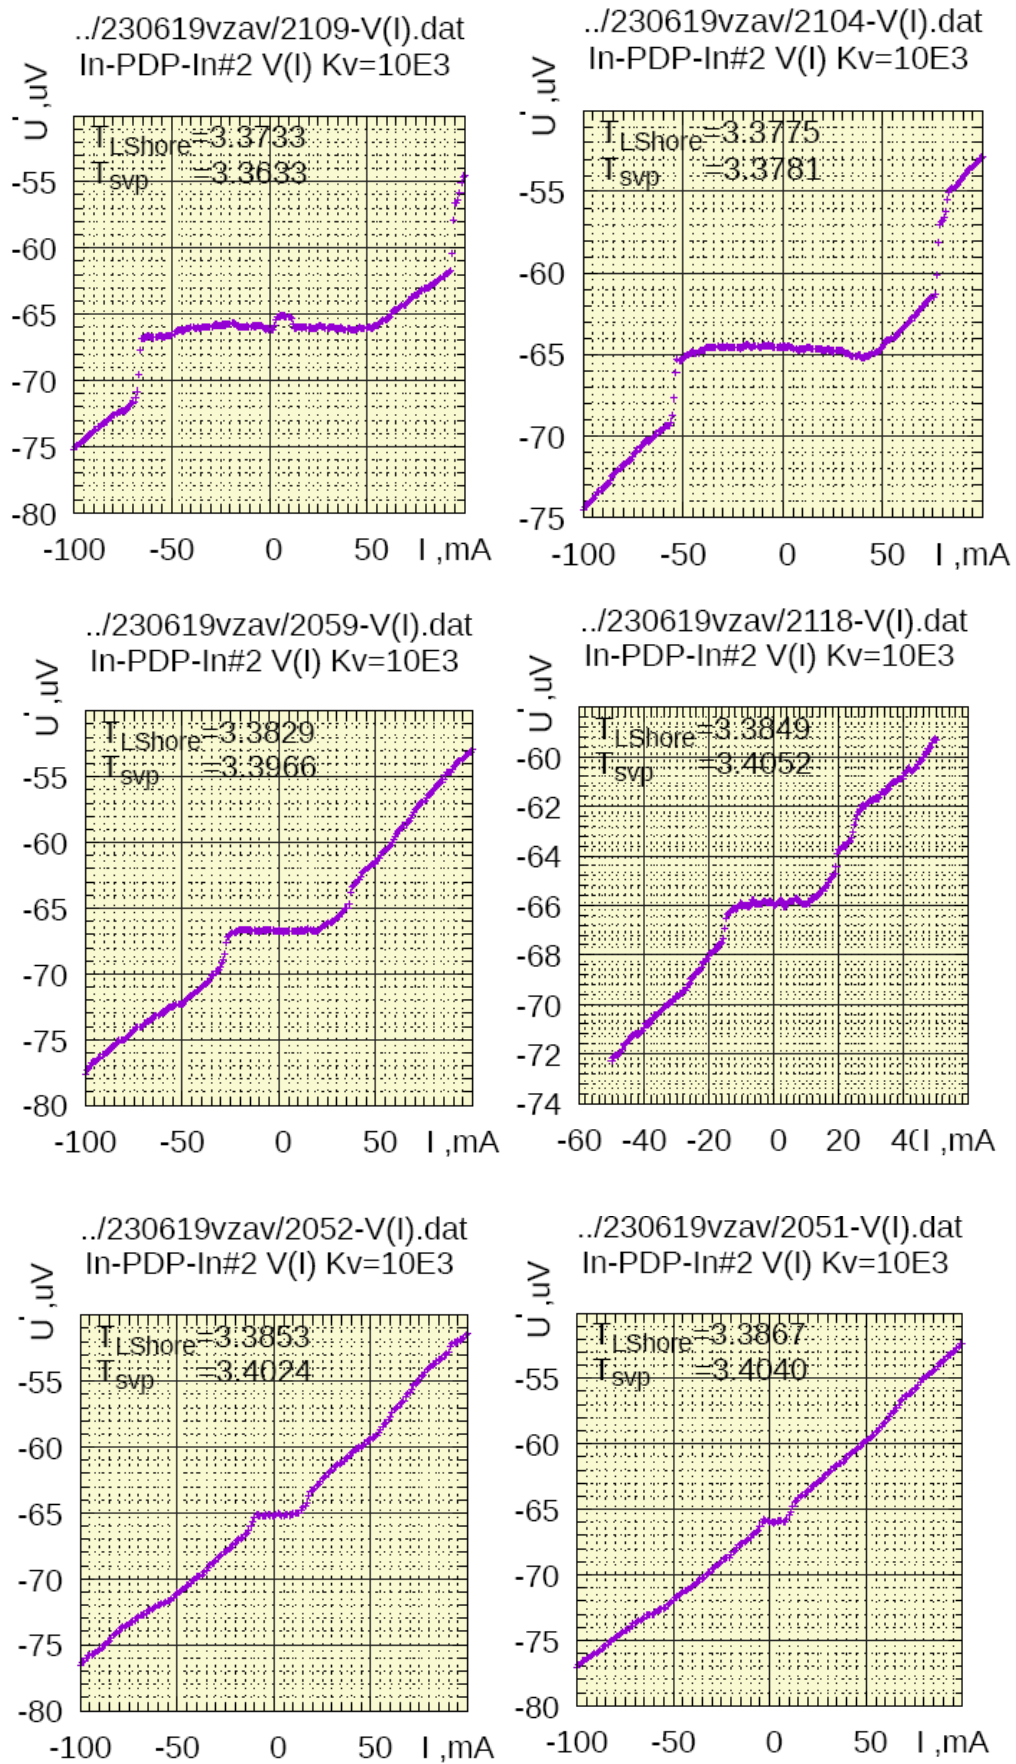 ../230619vzav/2109-V(I).dat
In-PDP-In#2 V(I) Kv=10E3
U ,uV
T LShore =3.3733
T svp =3.3633
-55
-60
-65
-70
-75
-80
-100 -50 0 50 I ,mA
../230619vzav/2104-V(I).dat
In-PDP-In#2 V(I) Kv=10E3
U ,uV
T LShore =3.3775
T svp =3.3781
-55
-60
-65
-70
-75
-100 -50 0 50 I ,mA
../230619vzav/2059-V(I).dat
In-PDP-In#2 V(I) Kv=10E3
U ,uV
T LShore =3.3829
T svp =3.3966
-55
-60
-65
-70
-75
-80
-100 -50 0 50 I ,mA
../230619vzav/2118-V(I).dat
In-PDP-In#2 V(I) Kv=10E3
U ,uV
T LShore =3.3849
T svp =3.4052
-60
-62
-64
-66
-68
-70
-72
-74
-60 -40 -20 0 20 40 I ,mA
../230619vzav/2052-V(I).dat
In-PDP-In#2 V(I) Kv=10E3
U ,uV
T LShore =3.3853
T svp =3.4024
-55
-60
-65
-70
-75
-80
-100 -50 0 50 I ,mA
../230619vzav/2051-V(I).dat
In-PDP-In#2 V(I) Kv=10E3
U ,uV
T LShore =3.3867
T svp =3.4040
-55
-60
-65
-70
-75
-80
-100 -50 0 50 I ,mA